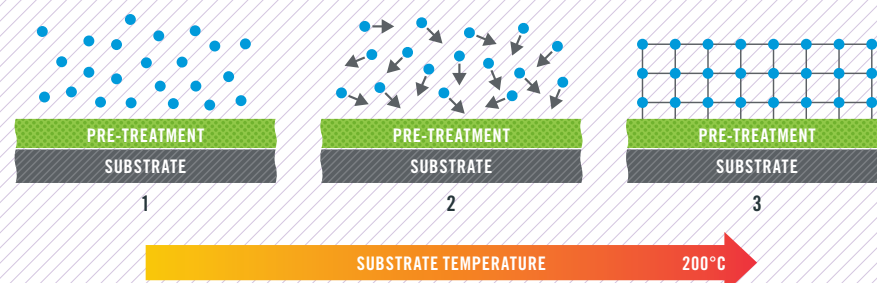 PRE-TREATMENT
SUBSTRATE
1
PRE-TREATMENT
SUBSTRATE
2
PRE-TREATMENT
SUBSTRATE
3
SUBSTRATE TEMPERATURE 200°C